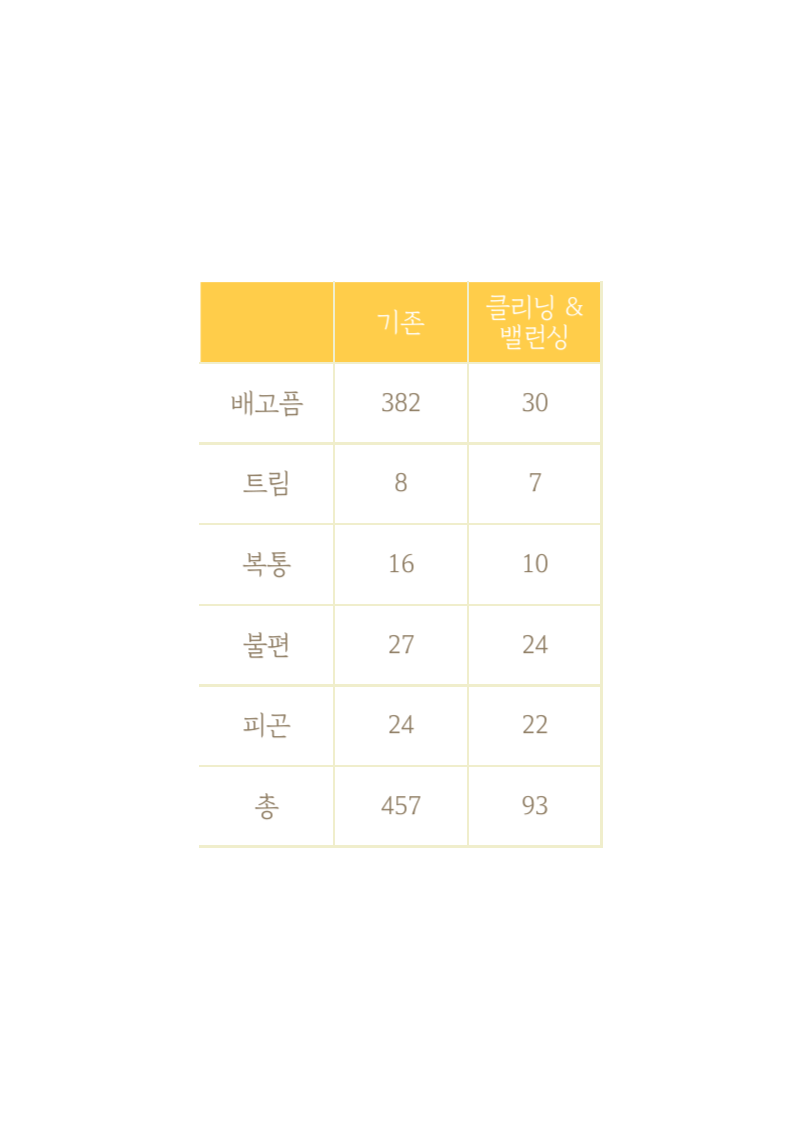 기존
클리닝 &
밸런싱
배고픔 382 30
트림 8 7
복통 16 10
불편 27 24
피곤 24 22
총 457 93